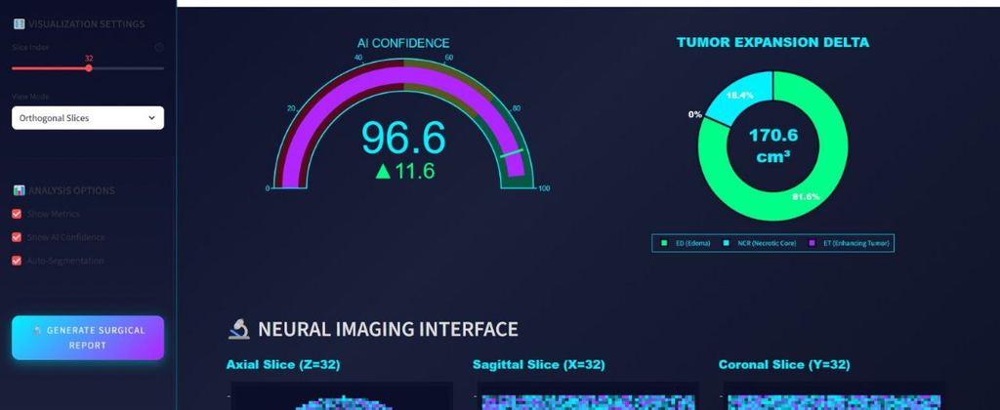 VISUALIZATION SETTINGS
Slice Index
32
View Mode
Orthogonal Slices
ANALYSIS OPTIONS
Show Metrics
Show AI Confidence
Auto-Segmentation
GENERATE SURGICAL
REPORT
AI CONFIDENCE
0
20
40
60
80
100
96.6
▲11.6
TUMOR EXPANSION DELTA
18.4%
0%
81.6%
170.6
cm³
ED (Edema)
NCR (Necrotic Core)
ET (Enhancing Tumor)
NEURAL IMAGING INTERFACE
Axial Slice (Z=32)
Sagittal Slice (X=32)
Coronal Slice (Y=32)